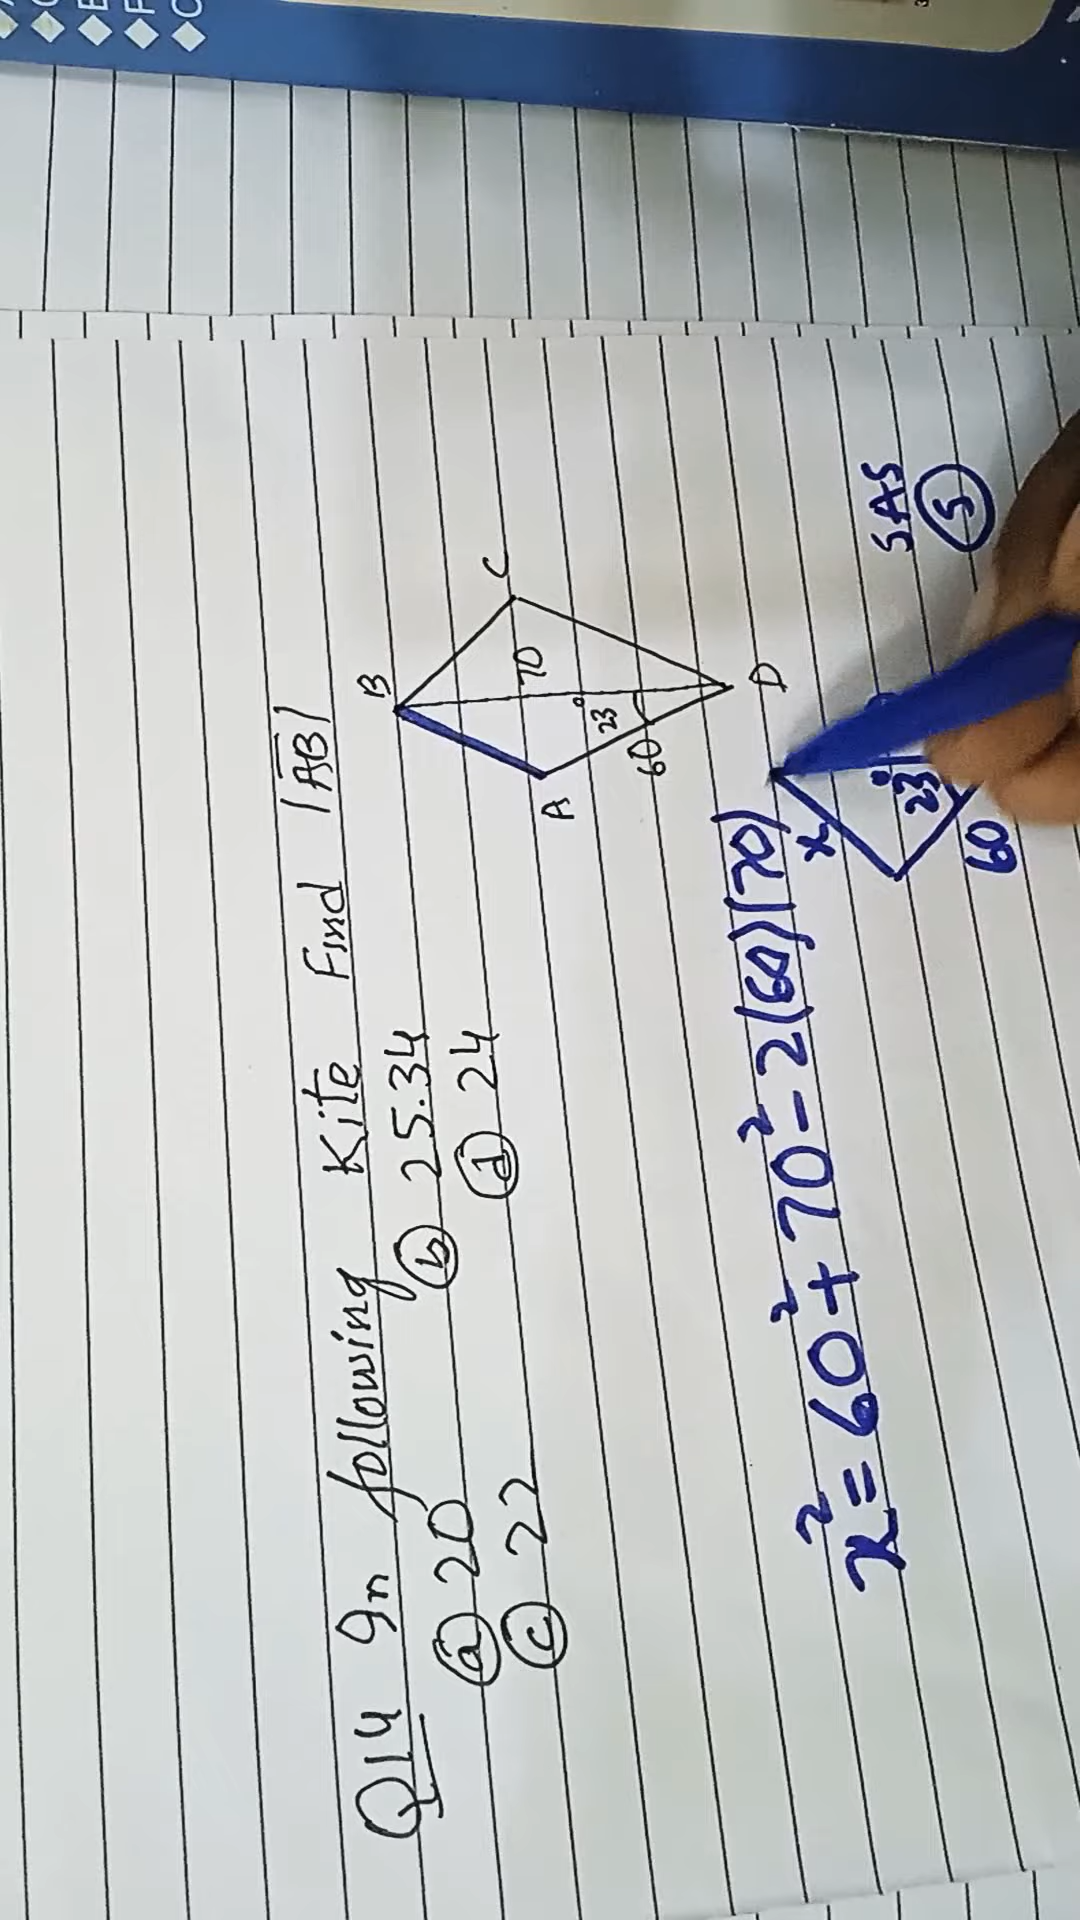 Q14 In following Kite Find |AB|
(a) 20 (b) 25.34
(c) 22 (d) 24
B
C
70
23°
A
60
D
x² = 60² + 70² - 2(60)(70)
x
23°
60
SAS
S